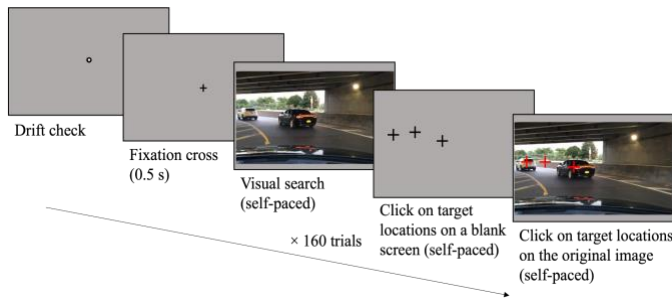 Drift check
Fixation cross
(0.5 s)
Visual search
(self-paced)
Click on target
locations on a blank
screen (self-paced)
Click on target locations
on the original image
(self-paced)
× 160 trials